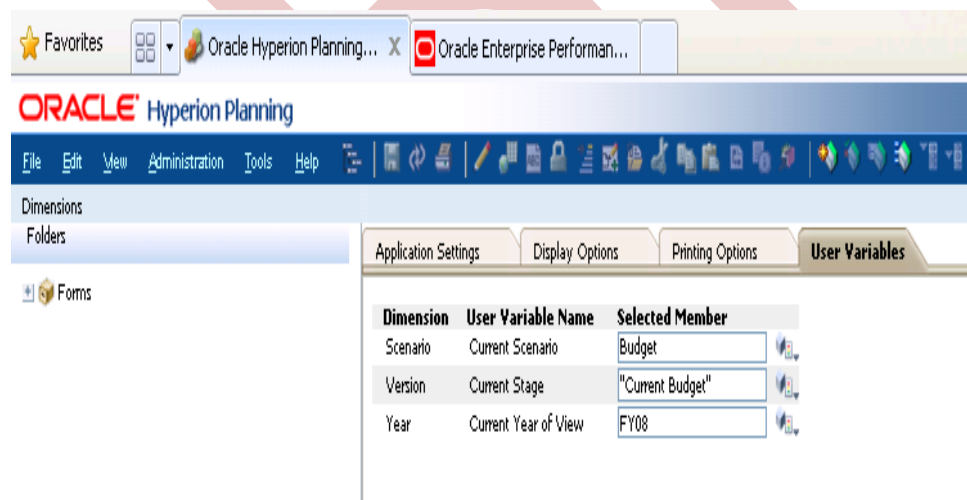 Favorites Oracle Hyperion Planning... X Oracle Enterprise Performan...
ORACLE Hyperion Planning
File Edit View Administration Tools Help
Dimensions
Folders
Application Settings Display Options Printing Options User Variables
Forms
Dimension User Variable Name Selected Member
Scenario Current Scenario Budget
Version Current Stage "Current Budget"
Year Current Year of View FY08